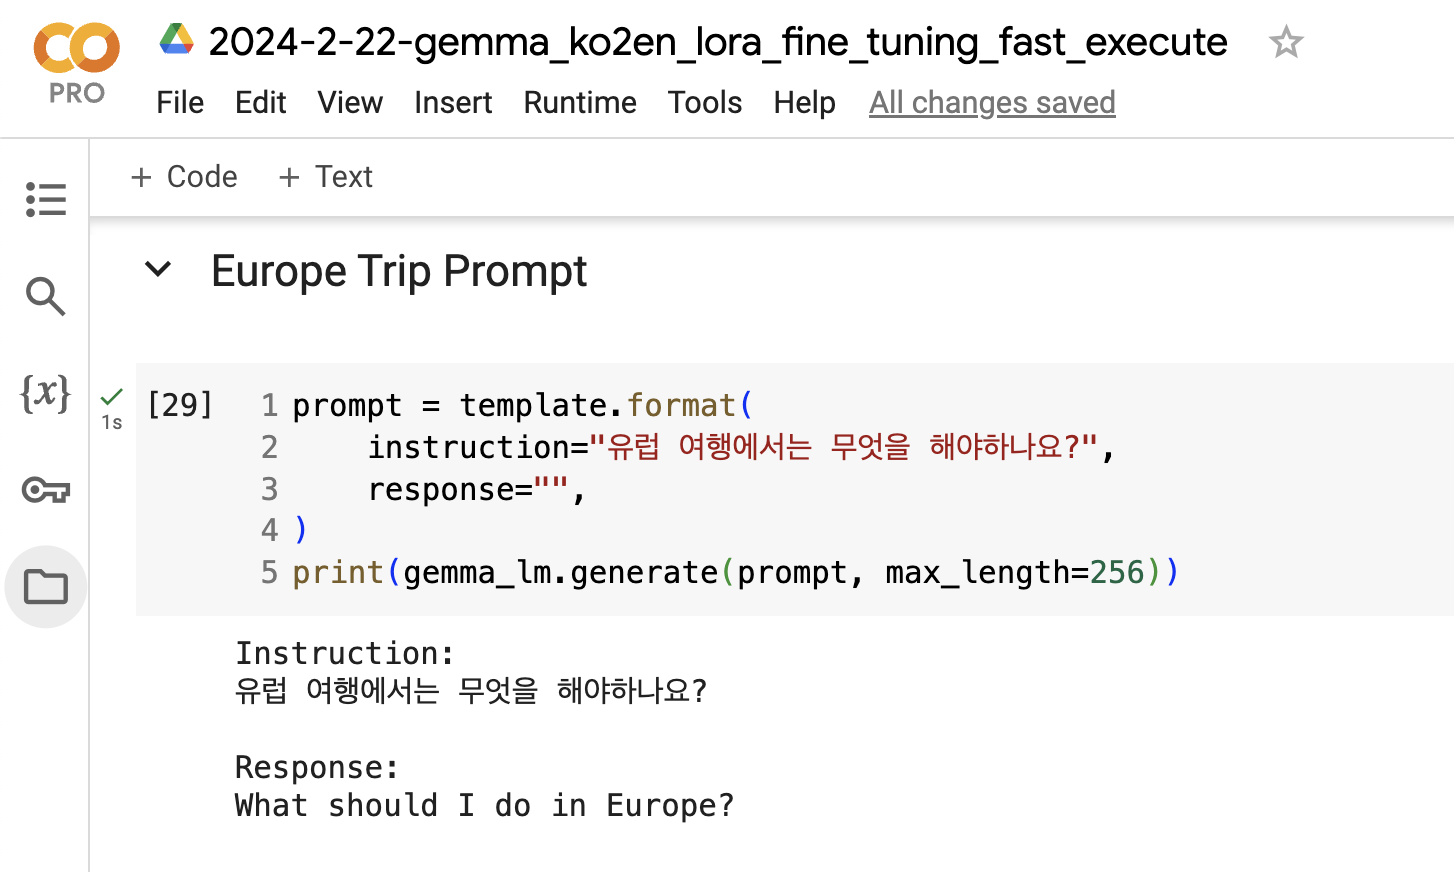 2024-2-22-gemma_ko2en_lora_fine_tuning_fast_execute
PRO
File Edit View Insert Runtime Tools Help All changes saved
+ Code + Text
Europe Trip Prompt
{x}
1s
[29]
1 prompt = template.format(
2     instruction="유럽 여행에서는 무엇을 해야하나요?",
3     response="",
4 )
5 print(gemma_lm.generate(prompt, max_length=256))
Instruction:
유럽 여행에서는 무엇을 해야하나요?
Response:
What should I do in Europe?